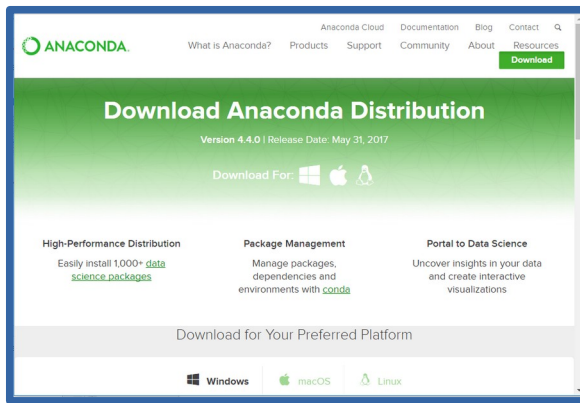 Anaconda Cloud Documentation Blog Contact
ANACONDA.
What is Anaconda? Products Support Community About Resources
Download
Download Anaconda Distribution
Version 4.4.0 | Release Date: May 31, 2017
Download For:
High-Performance Distribution
Easily install 1,000+ data
science packages
Package Management
Manage packages,
dependencies and
environments with conda
Portal to Data Science
Uncover insights in your data
and create interactive
visualizations
Download for Your Preferred Platform
Windows macOS Linux